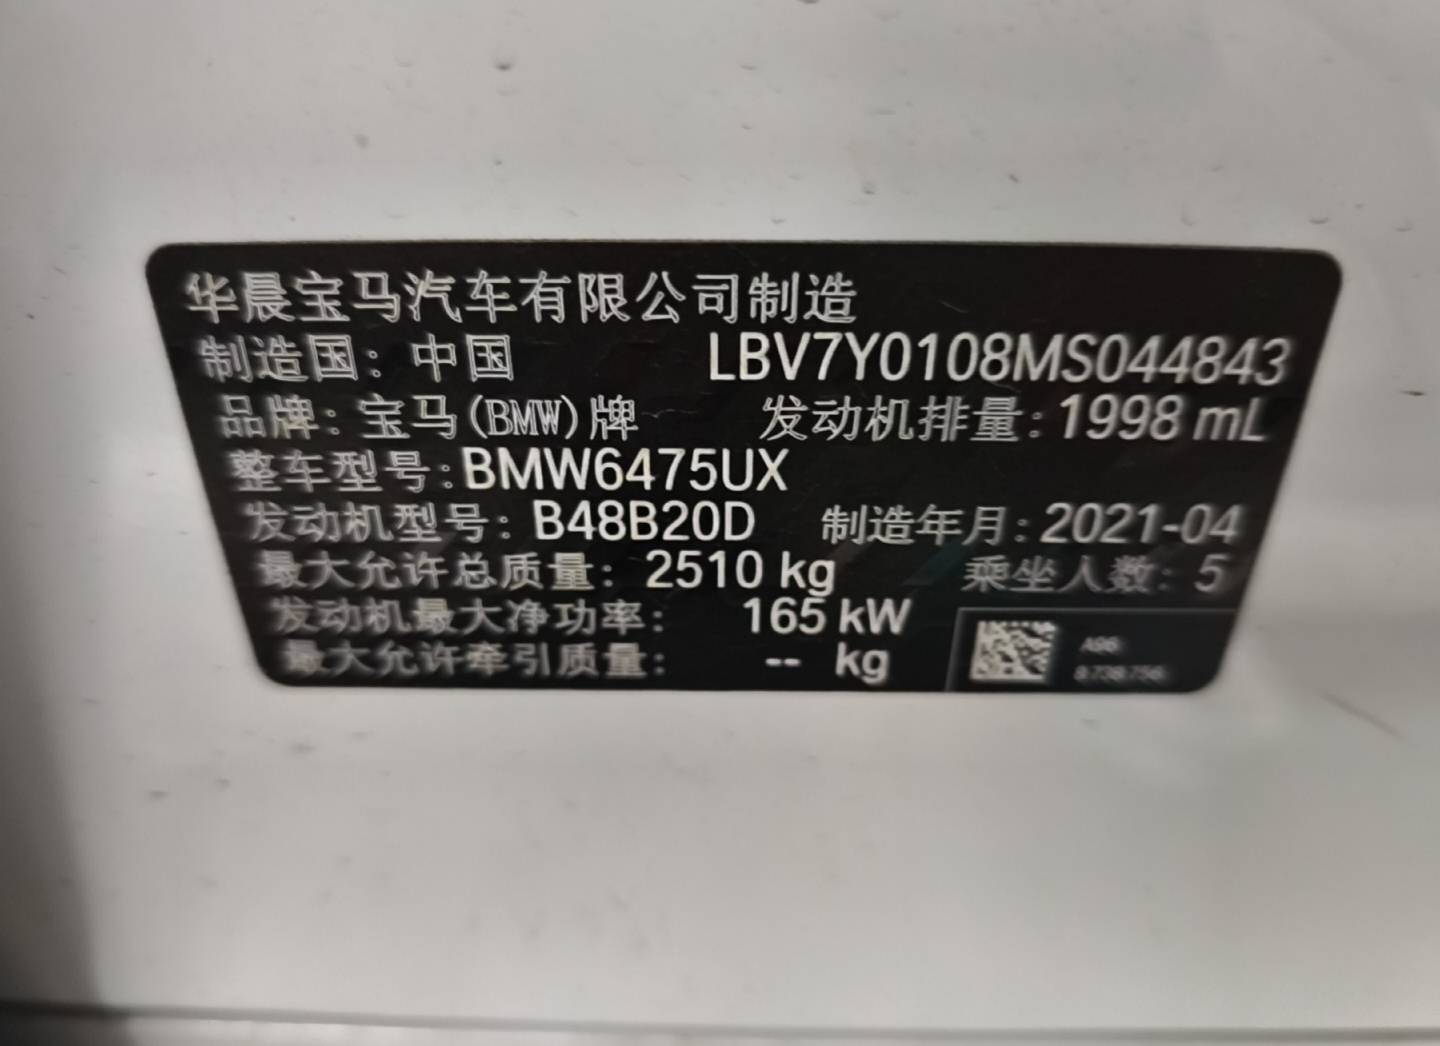 华晨宝马汽车有限公司制造
制造国：中国 LBV7Y0108MS044843
品牌：宝马(BMW)牌 发动机排量：1998 mL
整车型号：BMW6475UX
发动机型号：B48B20D 制造年月：2021-04
最大允许总质量：2510 kg 乘坐人数：5
发动机最大净功率：165 kW
最大允许牵引质量：-- kg
A96
8 738 756